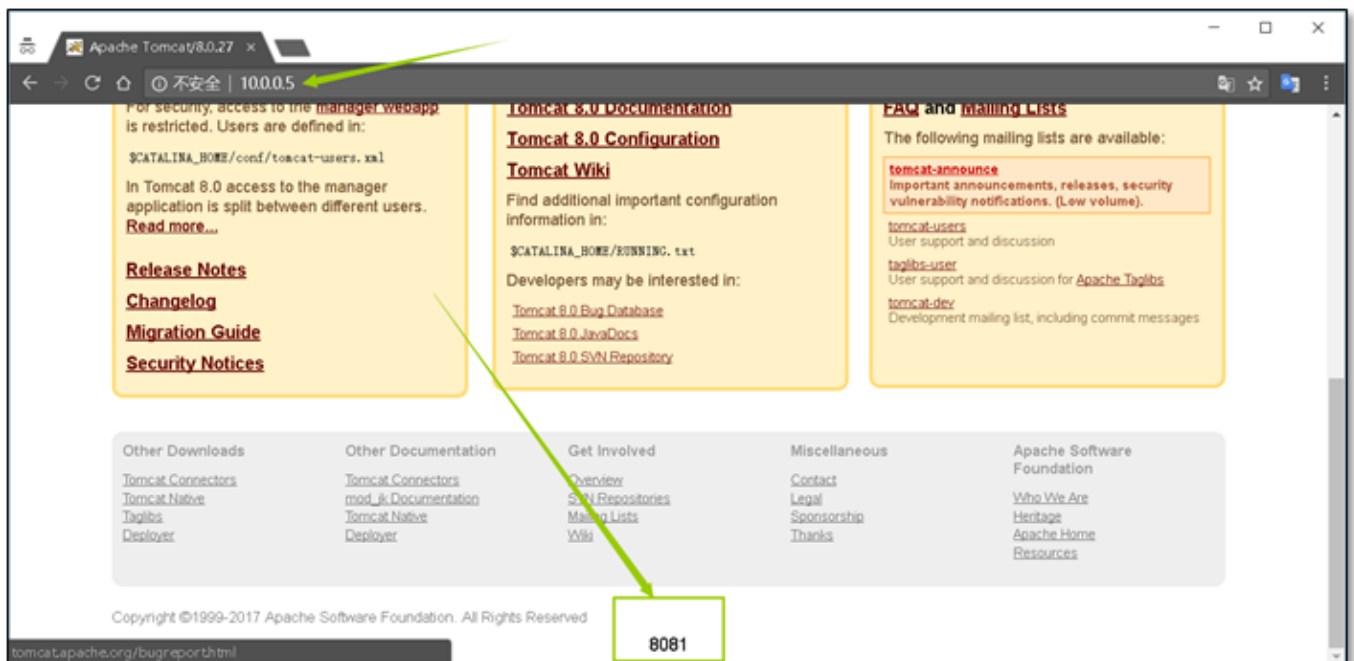 Apache Tomcat/8.0.27
不安全 | 10.0.0.5
For security, access to the manager webapp
is restricted. Users are defined in:
$CATALINA_HOME/conf/tomcat-users.xml
In Tomcat 8.0 access to the manager
application is split between different users.
Read more...
Release Notes
Changelog
Migration Guide
Security Notices
Tomcat 8.0 Documentation
Tomcat 8.0 Configuration
Tomcat Wiki
Find additional important configuration
information in:
$CATALINA_HOME/RUNNING.txt
Developers may be interested in:
Tomcat 8.0 Bug Database
Tomcat 8.0 JavaDocs
Tomcat 8.0 SVN Repository
FAQ and Mailing Lists
The following mailing lists are available:
tomcat-announce
Important announcements, releases, security
vulnerability notifications. (Low volume).
tomcat-users
User support and discussion
taglibs-user
User support and discussion for Apache Taglibs
tomcat-dev
Development mailing list, including commit messages
Other Downloads
Tomcat Connectors
Tomcat Native
Taglibs
Deployer
Other Documentation
Tomcat Connectors
mod_jk Documentation
Tomcat Native
Deployer
Get Involved
Overview
SVN Repositories
Mailing Lists
Wiki
Miscellaneous
Contact
Legal
Sponsorship
Thanks
Apache Software
Foundation
Who We Are
Heritage
Apache Home
Resources
Copyright ©1999-2017 Apache Software Foundation. All Rights Reserved
8081
tomcat.apache.org/bugreport.html